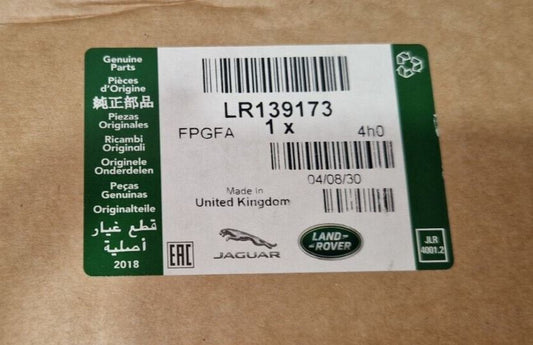 Genuine
Parts
Pièces
d'Origine
純正部品
Piezas
Originales
Ricambi
Originali
Originele
Onderdelen
Peças
Genuinas
Originalteile
قطع غيار
أصلية
2018
LR139173
1 x
FPGFA
4h0
04/08/30
Made in
United Kingdom
EAC
JAGUAR
LAND-
-ROVER
JLR
4001.2